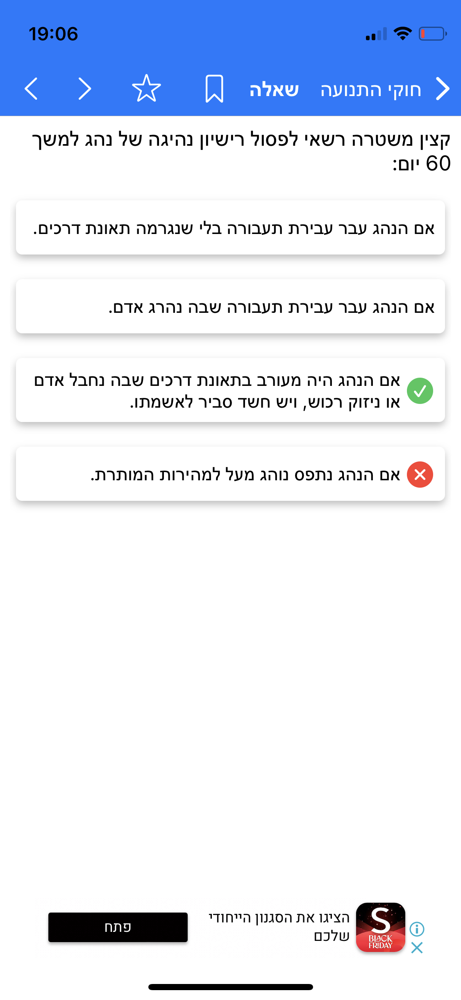 19:06
חוקי התנועה שאלה
קצין משטרה רשאי לפסול רישיון נהיגה של נהג למשך
60 יום:
אם הנהג עבר עבירת תעבורה בלי שנגרמה תאונת דרכים.
אם הנהג עבר עבירת תעבורה שבה נהרג אדם.
אם הנהג היה מעורב בתאונת דרכים שבה נחבל אדם
או ניזוק רכוש, ויש חשד סביר לאשמתו.
אם הנהג נתפס נוהג מעל למהירות המותרת.
הציגו את הסגנון הייחודי
שלכם
פתח
S
BLACK
FRIDAY